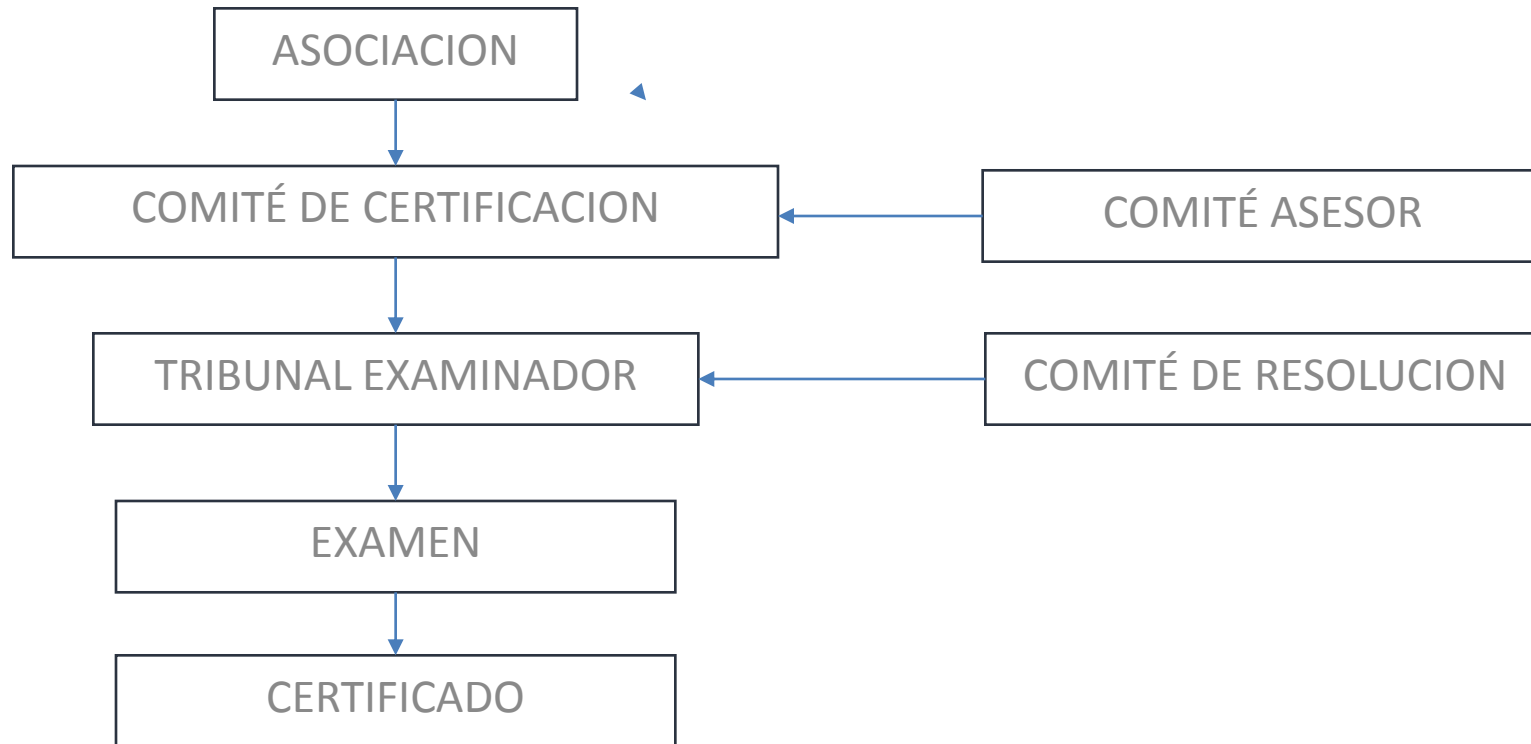 ASOCIACION
COMITÉ DE CERTIFICACION
COMITÉ ASESOR
TRIBUNAL EXAMINADOR
COMITÉ DE RESOLUCION
EXAMEN
CERTIFICADO